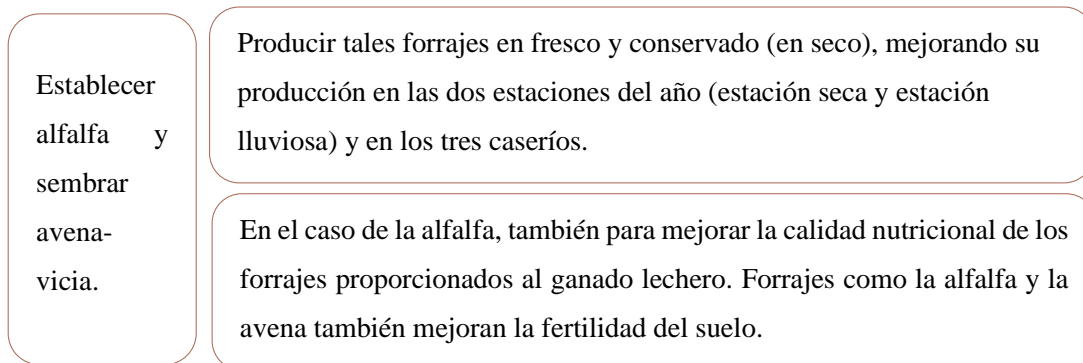 Establecer
alfalfa y
sembrar
avena-
vicia.
Producir tales forrajes en fresco y conservado (en seco), mejorando su
producción en las dos estaciones del año (estación seca y estación
lluviosa) y en los tres caseríos.
En el caso de la alfalfa, también para mejorar la calidad nutricional de los
forrajes proporcionados al ganado lechero. Forrajes como la alfalfa y la
avena también mejoran la fertilidad del suelo.